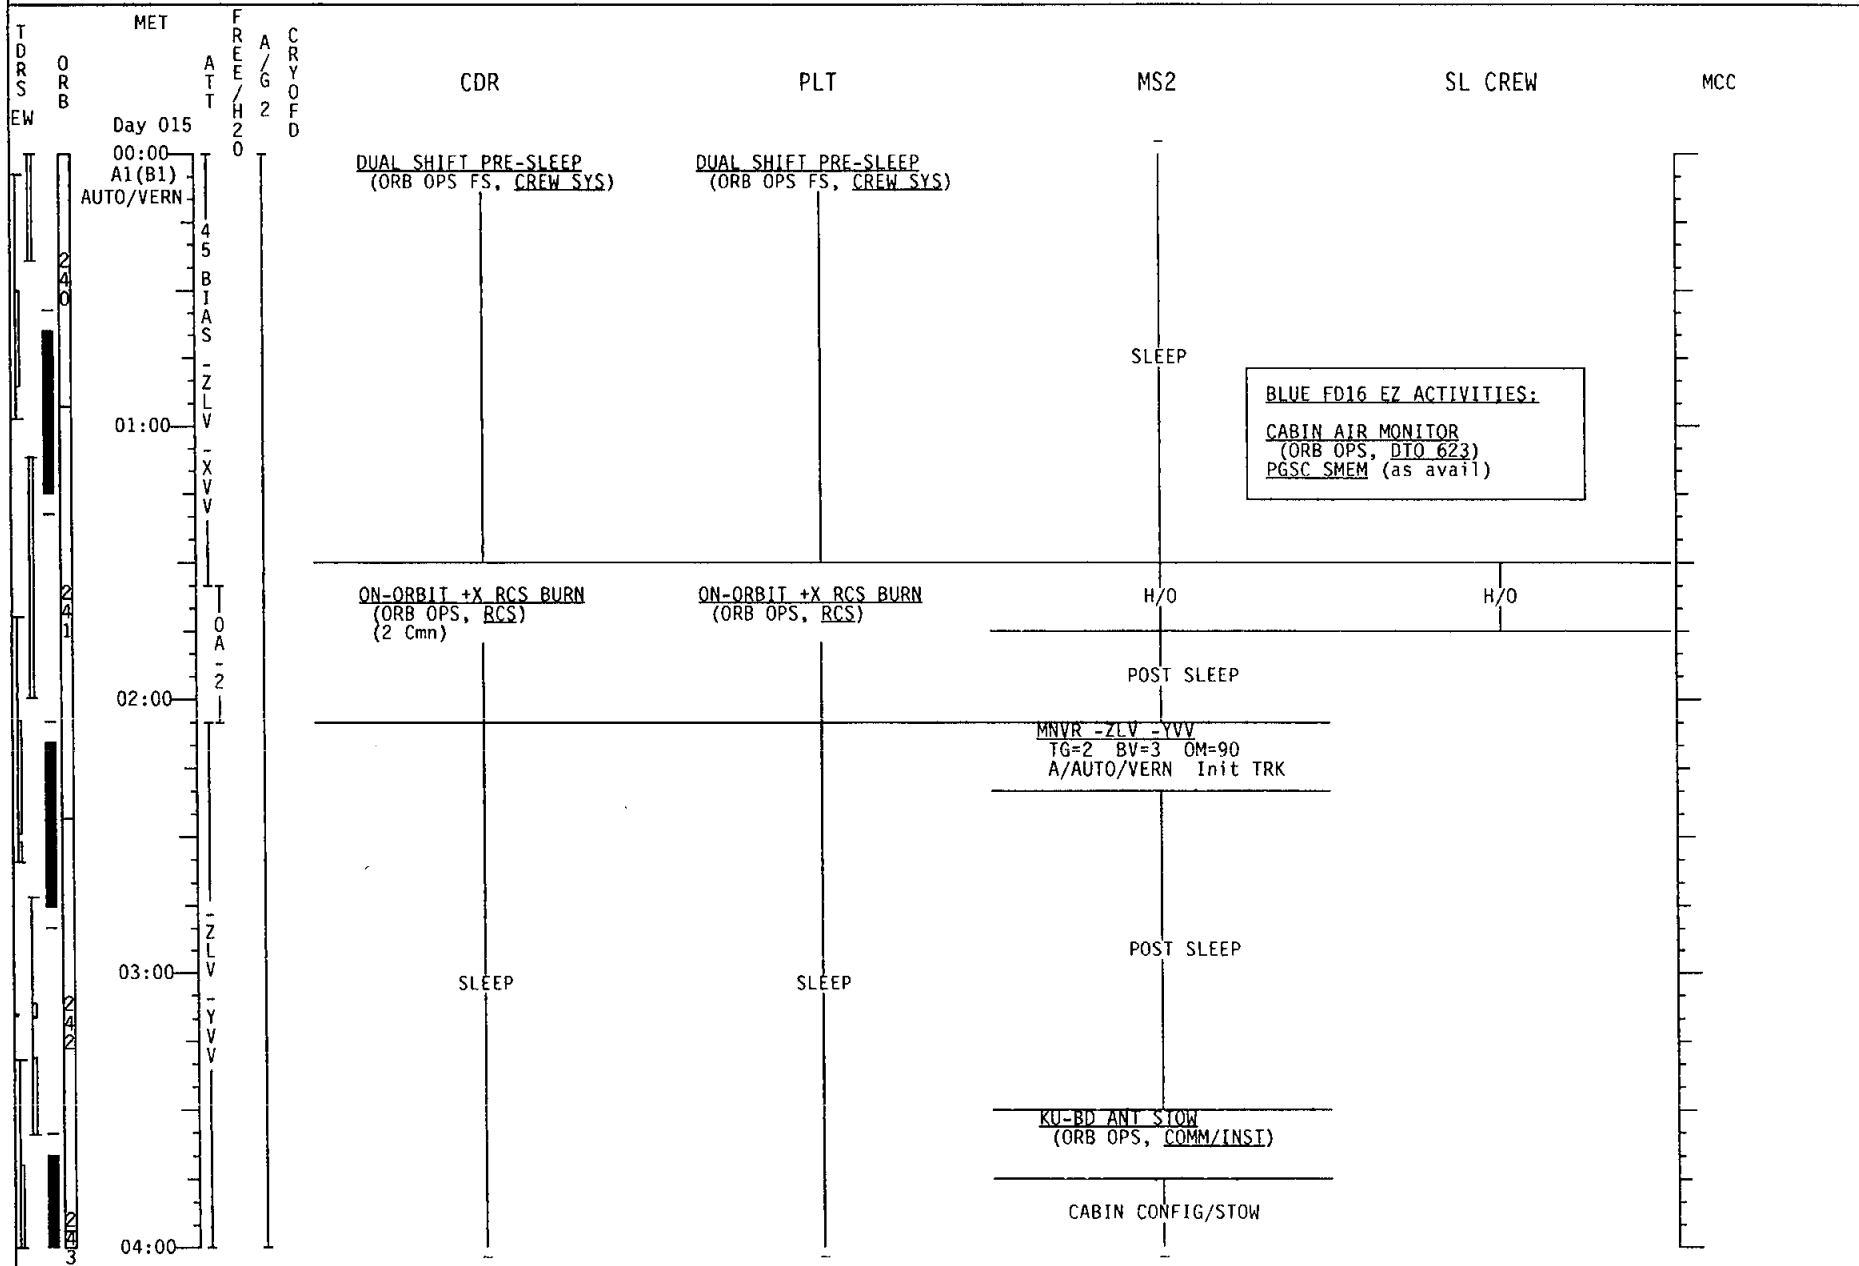 MET
TDRS
EW
ORB
ATT
FREE/H20
A/G 2
CRYOFD
CDR
PLT
MS2
SL CREW
MCC
Day 015
00:00
A1(B1)
AUTO/VERN
DUAL SHIFT PRE-SLEEP
(ORB OPS FS, CREW SYS)
DUAL SHIFT PRE-SLEEP
(ORB OPS FS, CREW SYS)
45 BIAS -ZLV -XVV
240
SLEEP
BLUE FD16 EZ ACTIVITIES:
CABIN AIR MONITOR
(ORB OPS, DTO 623)
PGSC SMEM (as avail)
01:00
241
OA-2
ON-ORBIT +X RCS BURN
(ORB OPS, RCS)
(2 Cmn)
ON-ORBIT +X RCS BURN
(ORB OPS, RCS)
H/O
H/O
POST SLEEP
02:00
MNVR -ZLV -YVV
TG=2 BV=3 OM=90
A/AUTO/VERN Init TRK
-ZLV -YVV
POST SLEEP
03:00
SLEEP
SLEEP
242
KU-BD ANT STOW
(ORB OPS, COMM/INST)
CABIN CONFIG/STOW
04:00
243